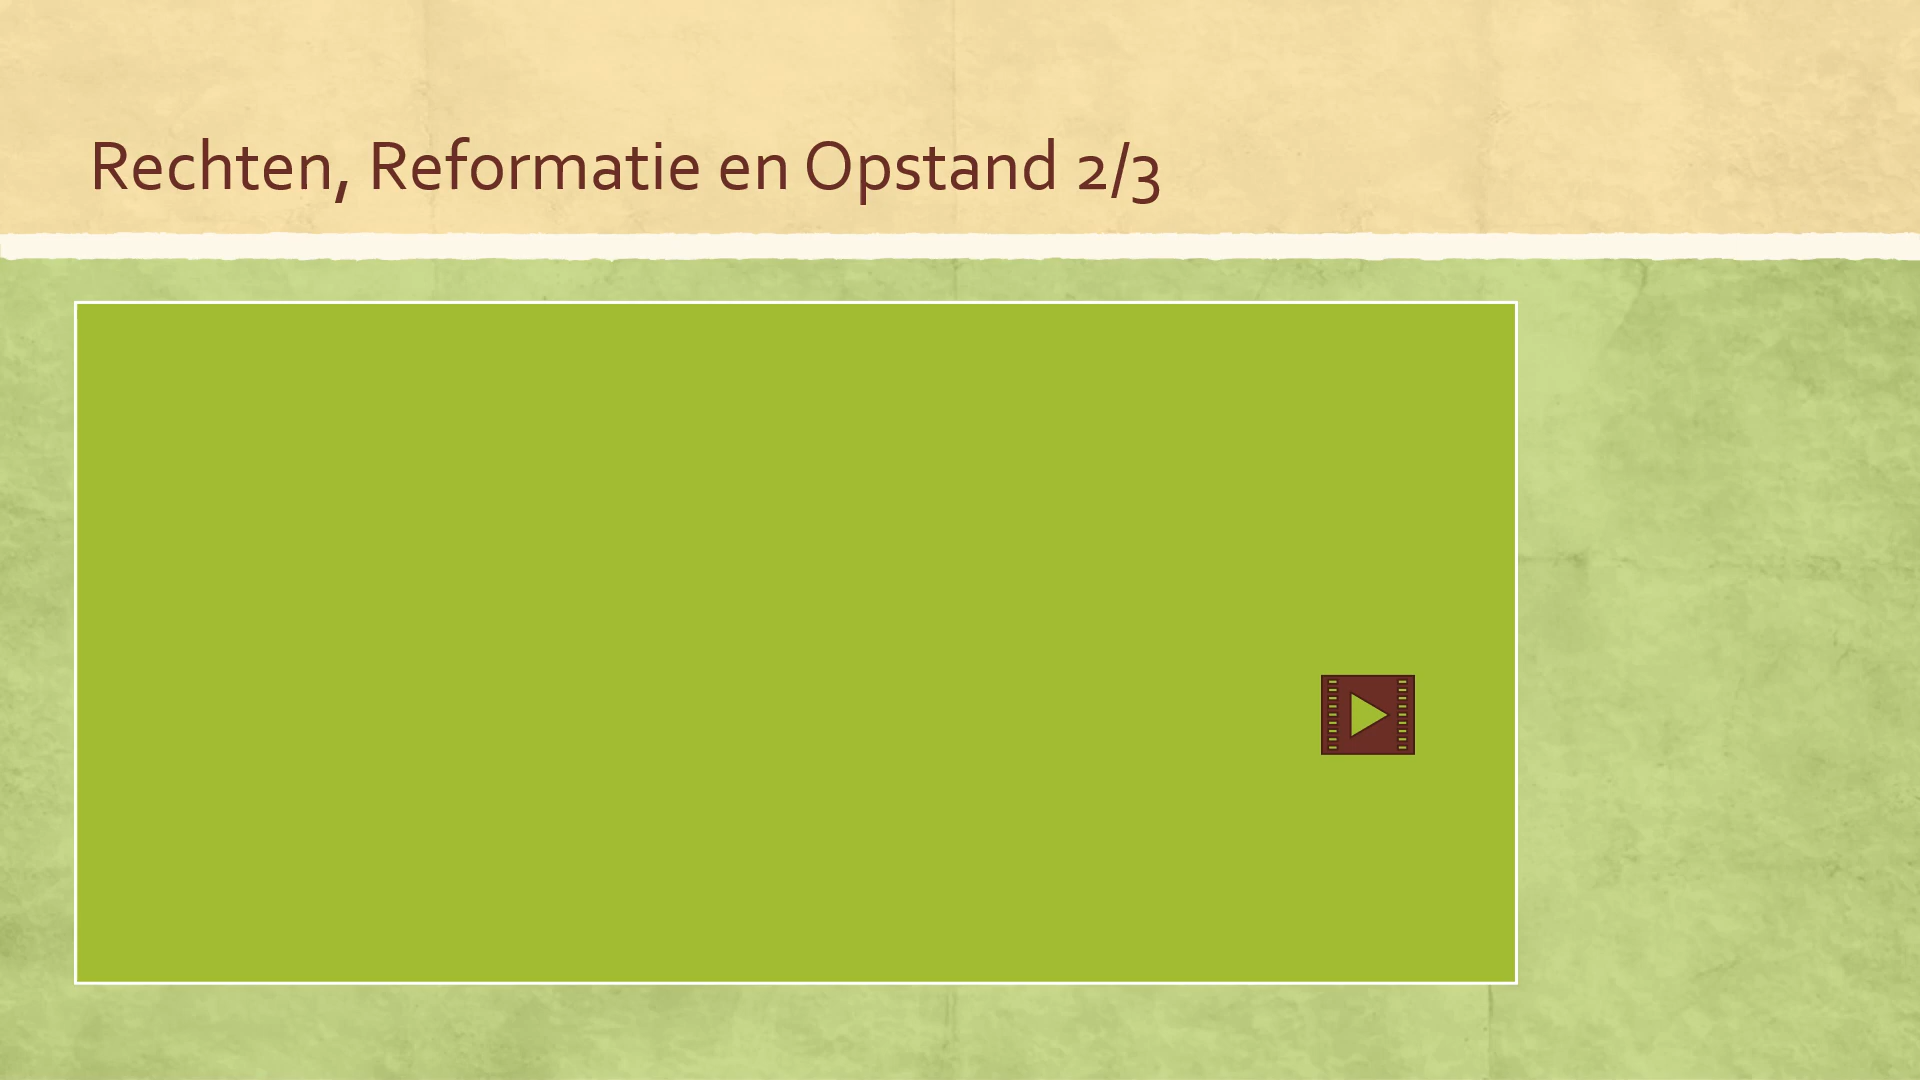 Rechten, Reformatie en Opstand 2/3